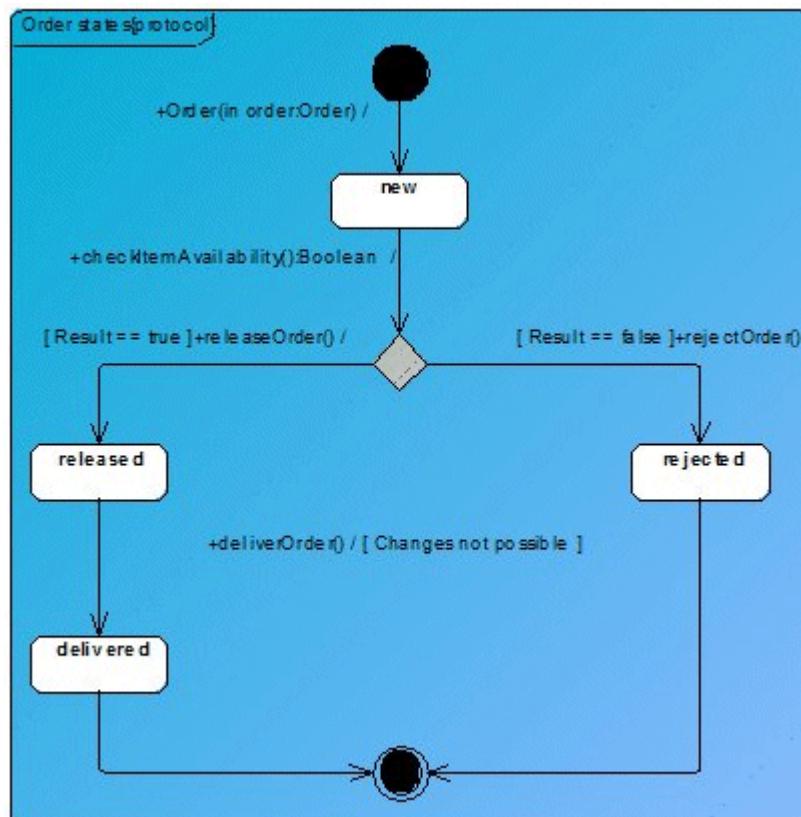 Order states{protocol}
+Order(in order:Order) /
new
+checkItemAvailability():Boolean /
[ Result == true ]+releaseOrder() /
[ Result == false ]+rejectOrder()
released
rejected
+deliverOrder() / [ Changes not possible ]
delivered